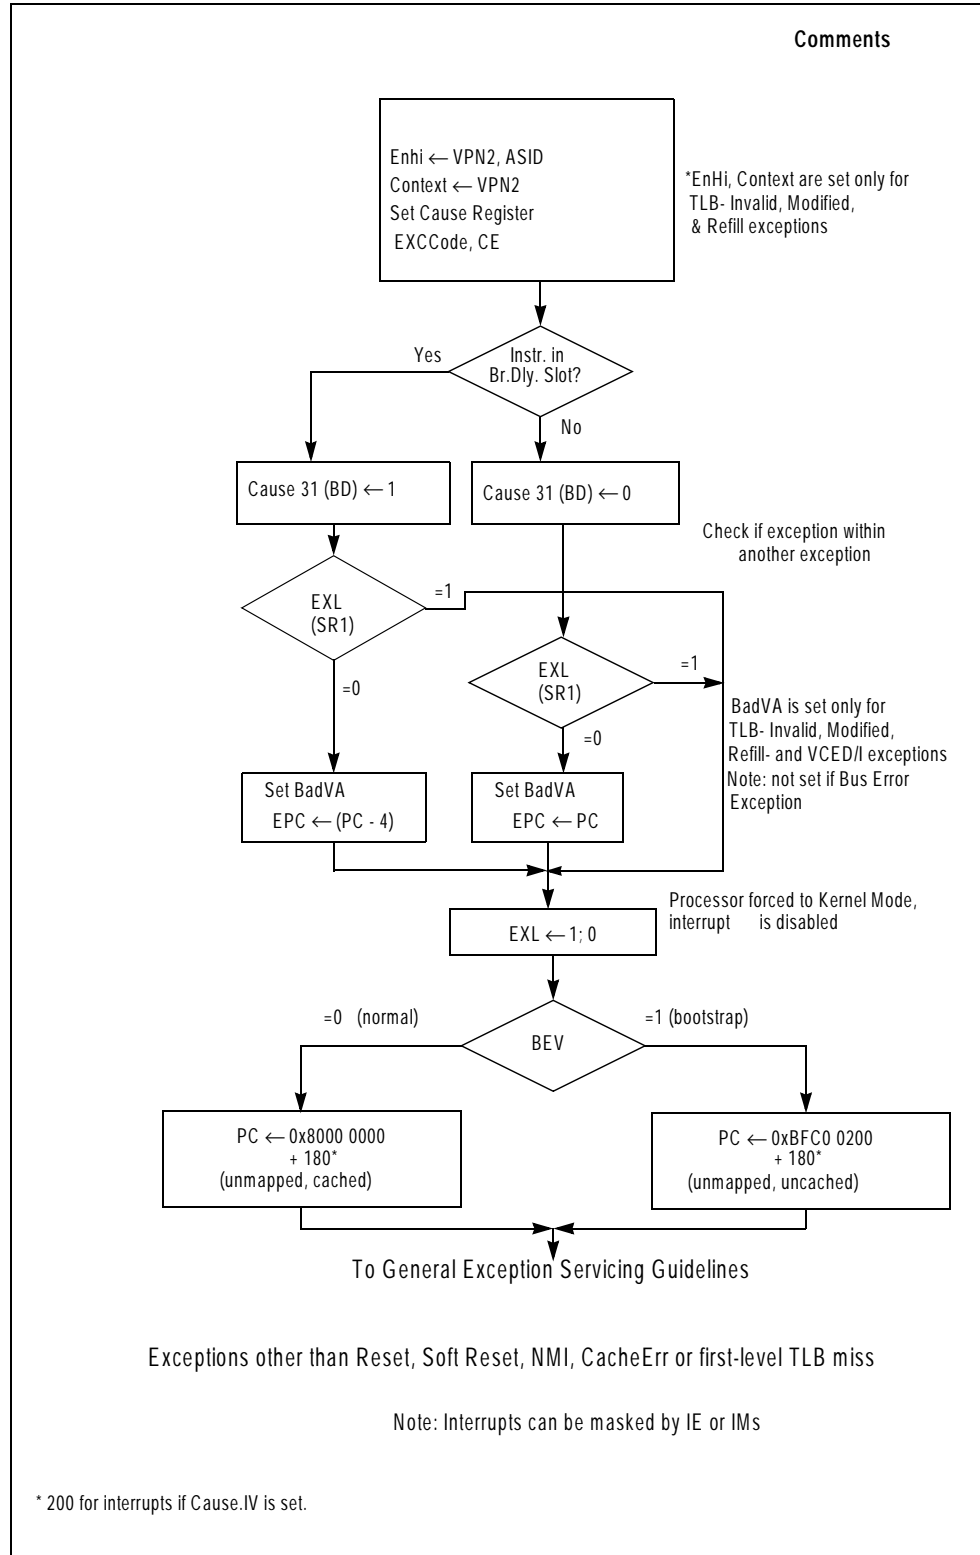 Comments
Enhi ← VPN2, ASID
Context ← VPN2
Set Cause Register
EXCCode, CE
*EnHi, Context are set only for
TLB- Invalid, Modified,
& Refill exceptions
Yes
Instr. in
Br.Dly. Slot?
No
Cause 31 (BD) ← 1
Cause 31 (BD) ← 0
Check if exception within
another exception
EXL
(SR1)
=1
=0
EXL
(SR1)
=1
=0
BadVA is set only for
TLB- Invalid, Modified,
Refill- and VCED/I exceptions
Note: not set if Bus Error
Exception
Set BadVA
EPC ← (PC - 4)
Set BadVA
EPC ← PC
Processor forced to Kernel Mode,
interrupt is disabled
EXL ← 1; 0
=0 (normal)
BEV
=1 (bootstrap)
PC ← 0x8000 0000
+ 180*
(unmapped, cached)
PC ← 0xBFC0 0200
+ 180*
(unmapped, uncached)
To General Exception Servicing Guidelines
Exceptions other than Reset, Soft Reset, NMI, CacheErr or first-level TLB miss
Note: Interrupts can be masked by IE or IMs
* 200 for interrupts if Cause.IV is set.